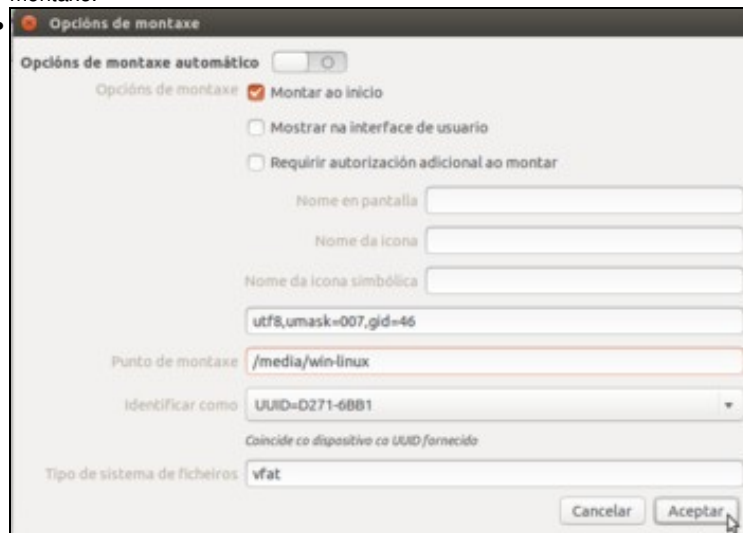 Opcións de montaxe
Opcións de montaxe automático
Opcións de montaxe Montar ao inicio
Mostrar na interface de usuario
Requirir autorización adicional ao montar
Nome en pantalla
Nome da icona
Nome da icona simbólica
utf8,umask=007,gid=46
Punto de montaxe /media/win-linux
Identificar como UUID=D271-6BB1
Coincide co dispositivo co UUID fornecido
Tipo de sistema de ficheiros vfat
Cancelar Aceptar